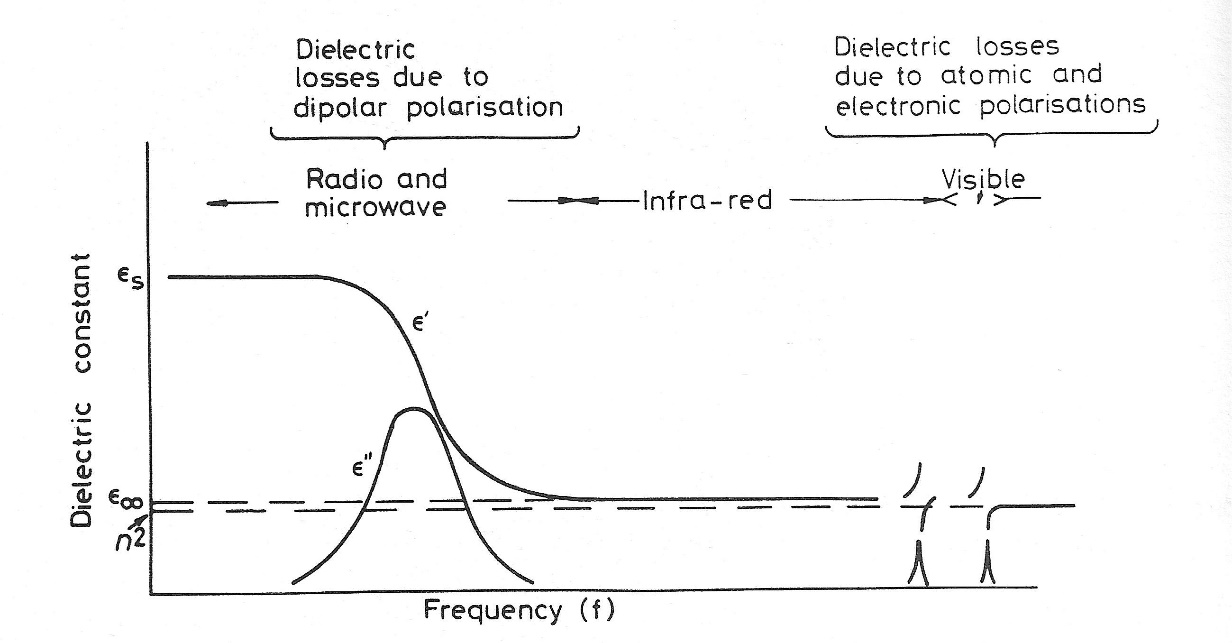 Dielectric
losses due to
dipolar polarisation
Dielectric losses
due to atomic and
electronic polarisations
Radio and
microwave
Infra-red
Visible
ϵs
ϵ′
ϵ″
ϵ∞
n2
Dielectric constant
Frequency (f)